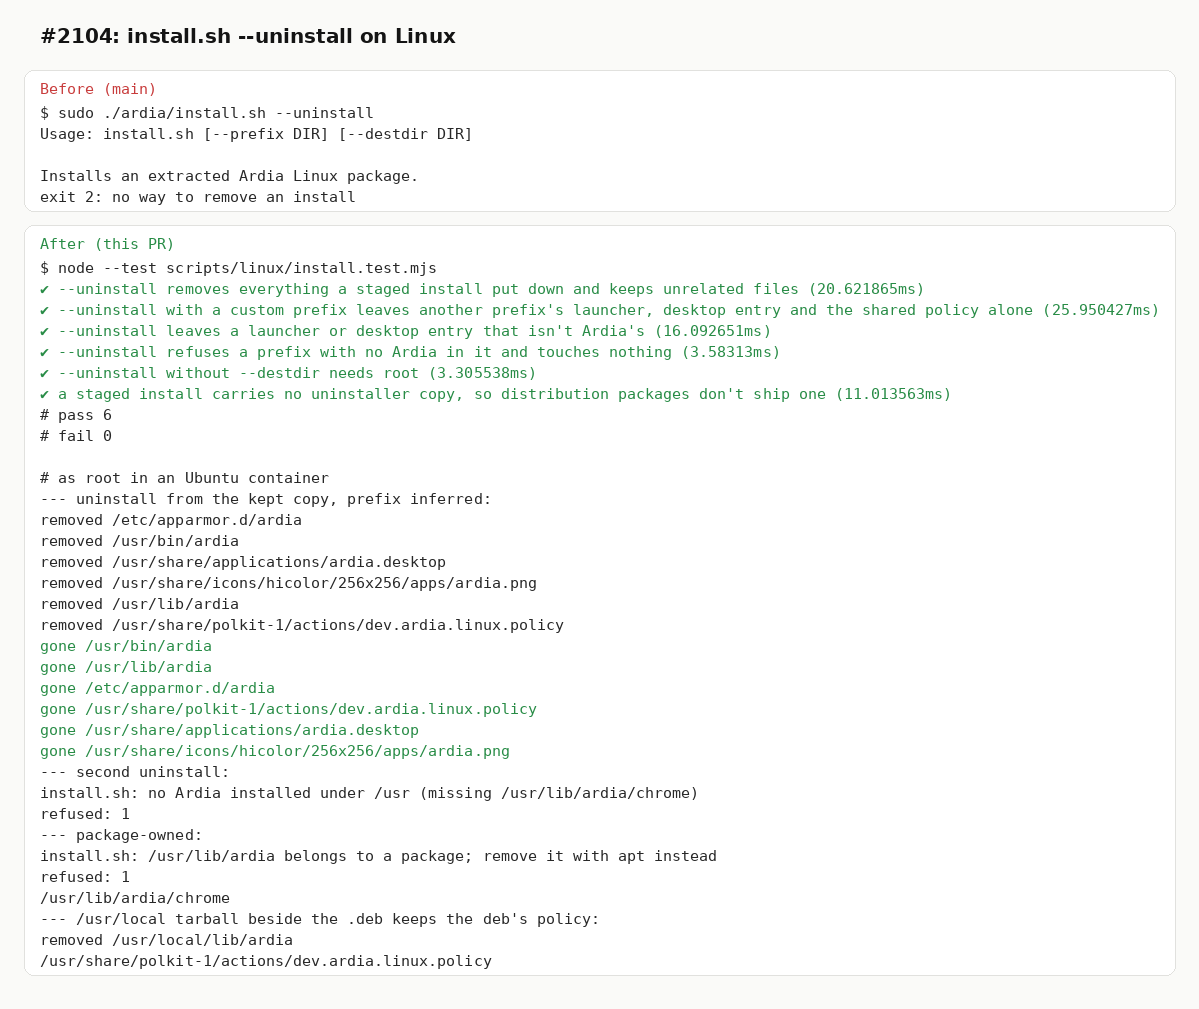 #2104: install.sh --uninstall on Linux
Before (main)
$ sudo ./ardia/install.sh --uninstall
Usage: install.sh [--prefix DIR] [--destdir DIR]
Installs an extracted Ardia Linux package.
exit 2: no way to remove an install
After (this PR)
$ node --test scripts/linux/install.test.mjs
✔ --uninstall removes everything a staged install put down and keeps unrelated files (20.621865ms)
✔ --uninstall with a custom prefix leaves another prefix's launcher, desktop entry and the shared policy alone (25.950427ms)
✔ --uninstall leaves a launcher or desktop entry that isn't Ardia's (16.092651ms)
✔ --uninstall refuses a prefix with no Ardia in it and touches nothing (3.58313ms)
✔ --uninstall without --destdir needs root (3.305538ms)
✔ a staged install carries no uninstaller copy, so distribution packages don't ship one (11.013563ms)
# pass 6
# fail 0
# as root in an Ubuntu container
--- uninstall from the kept copy, prefix inferred:
removed /etc/apparmor.d/ardia
removed /usr/bin/ardia
removed /usr/share/applications/ardia.desktop
removed /usr/share/icons/hicolor/256x256/apps/ardia.png
removed /usr/lib/ardia
removed /usr/share/polkit-1/actions/dev.ardia.linux.policy
gone /usr/bin/ardia
gone /usr/lib/ardia
gone /etc/apparmor.d/ardia
gone /usr/share/polkit-1/actions/dev.ardia.linux.policy
gone /usr/share/applications/ardia.desktop
gone /usr/share/icons/hicolor/256x256/apps/ardia.png
--- second uninstall:
install.sh: no Ardia installed under /usr (missing /usr/lib/ardia/chrome)
refused: 1
--- package-owned:
install.sh: /usr/lib/ardia belongs to a package; remove it with apt instead
refused: 1
/usr/lib/ardia/chrome
--- /usr/local tarball beside the .deb keeps the deb's policy:
removed /usr/local/lib/ardia
/usr/share/polkit-1/actions/dev.ardia.linux.policy